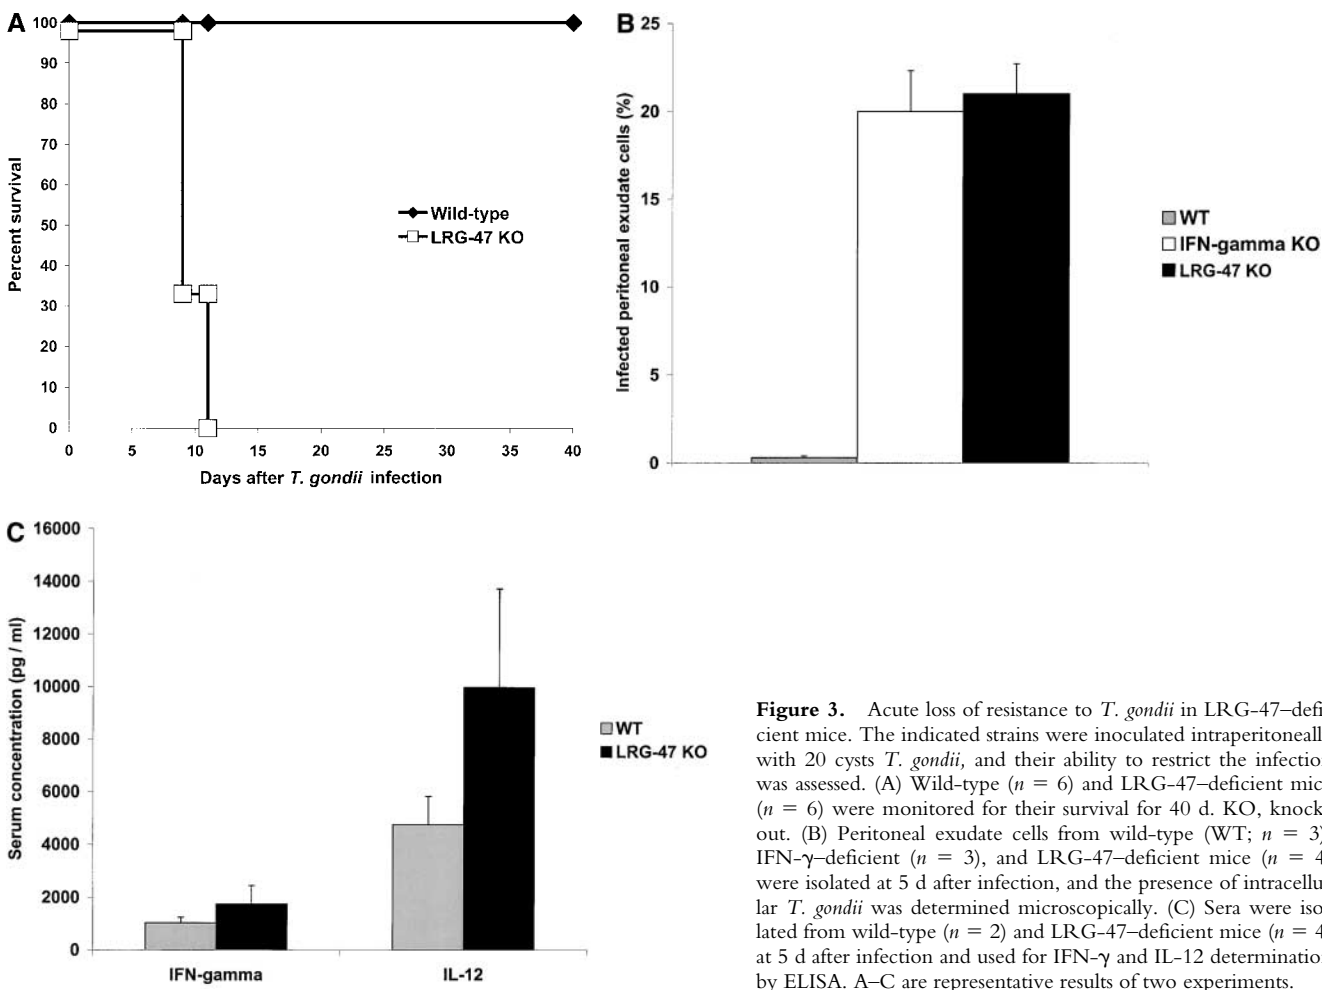 A
100
90
80
70
60
50
40
30
20
10
0
Percent survival
0 5 10 15 20 25 30 35 40
Days after T. gondii infection
Wild-type
LRG-47 KO
B
25
20
15
10
5
0
Infected peritoneal exudate cells (%)
WT
IFN-gamma KO
LRG-47 KO
C
16000
14000
12000
10000
8000
6000
4000
2000
0
Serum concentration (pg / ml)
IFN-gamma IL-12
WT
LRG-47 KO
Figure 3. Acute loss of resistance to T. gondii in LRG-47–defi
cient mice. The indicated strains were inoculated intraperitoneall
with 20 cysts T. gondii, and their ability to restrict the infection
was assessed. (A) Wild-type (n = 6) and LRG-47–deficient mic
(n = 6) were monitored for their survival for 40 d. KO, knock
out. (B) Peritoneal exudate cells from wild-type (WT; n = 3)
IFN-γ–deficient (n = 3), and LRG-47–deficient mice (n = 4
were isolated at 5 d after infection, and the presence of intracellu
lar T. gondii was determined microscopically. (C) Sera were iso
lated from wild-type (n = 2) and LRG-47–deficient mice (n = 4
at 5 d after infection and used for IFN-γ and IL-12 determination
by ELISA. A–C are representative results of two experiments.